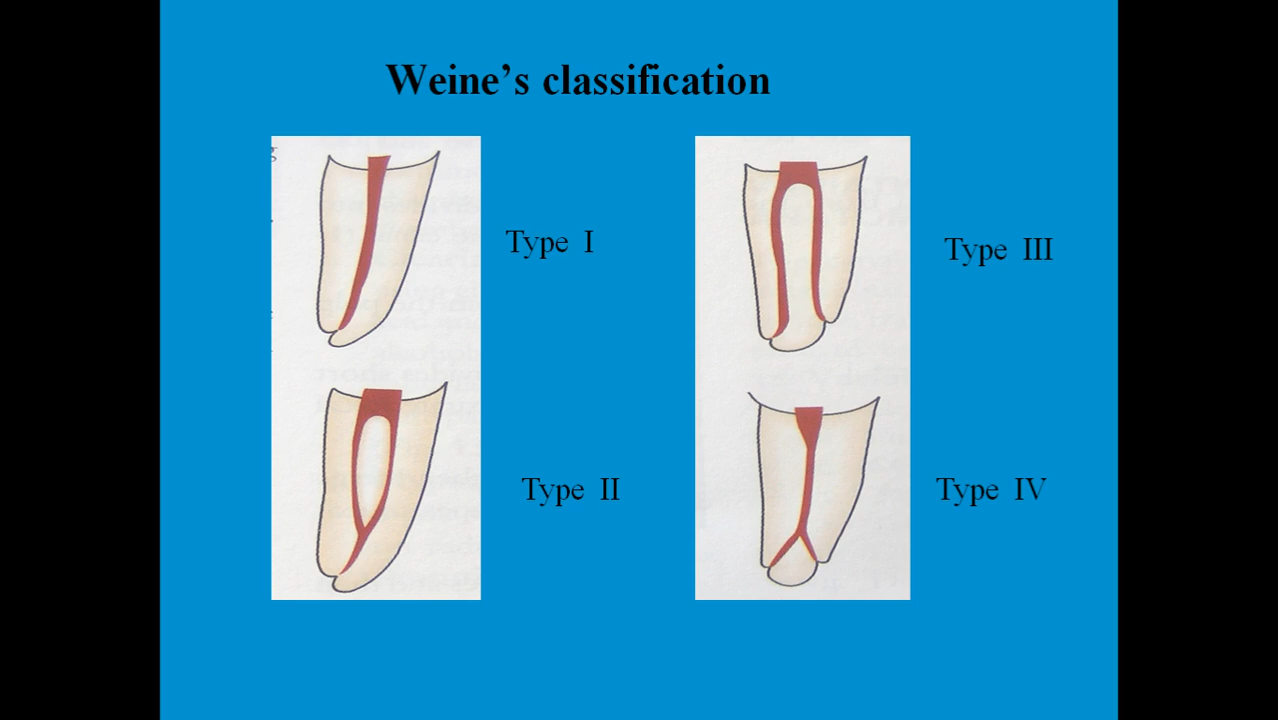 Weine's classification
Type I
Type III
Type II
Type IV